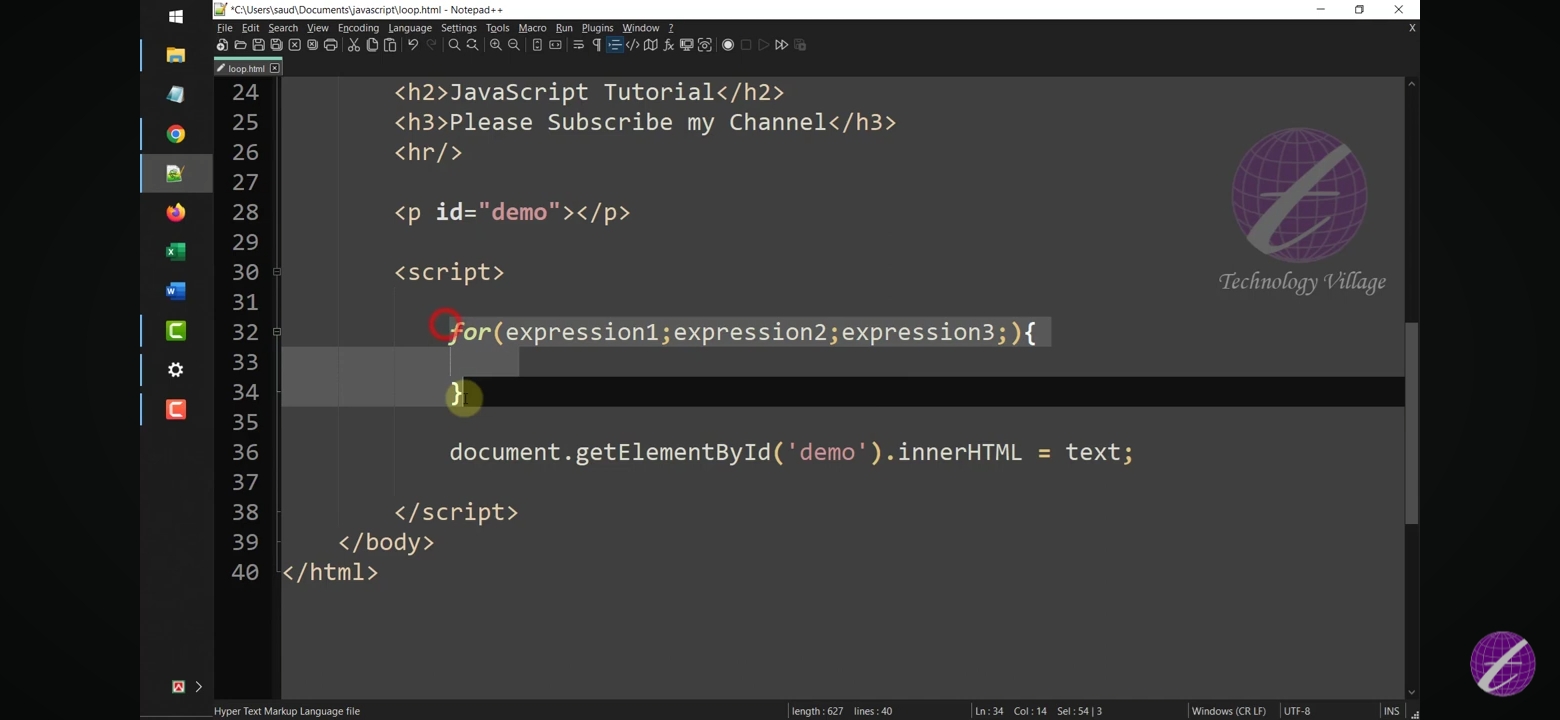 *C:\Users\saud\Documents\javascript\loop.html - Notepad++
File Edit Search View Encoding Language Settings Tools Macro Run Plugins Window ? X
loop.html
24 <h2>JavaScript Tutorial</h2>
25 <h3>Please Subscribe my Channel</h3>
26 <hr/>
27
28 <p id="demo"></p>
29
30 <script>
31
32 for(expression1;expression2;expression3;){
33
34 }
35
36 document.getElementById('demo').innerHTML = text;
37
38 </script>
39 </body>
40 </html>
Technology Village
Hyper Text Markup Language file length : 627 lines : 40 Ln : 34 Col : 14 Sel : 54 | 3 Windows (CR LF) UTF-8 INS